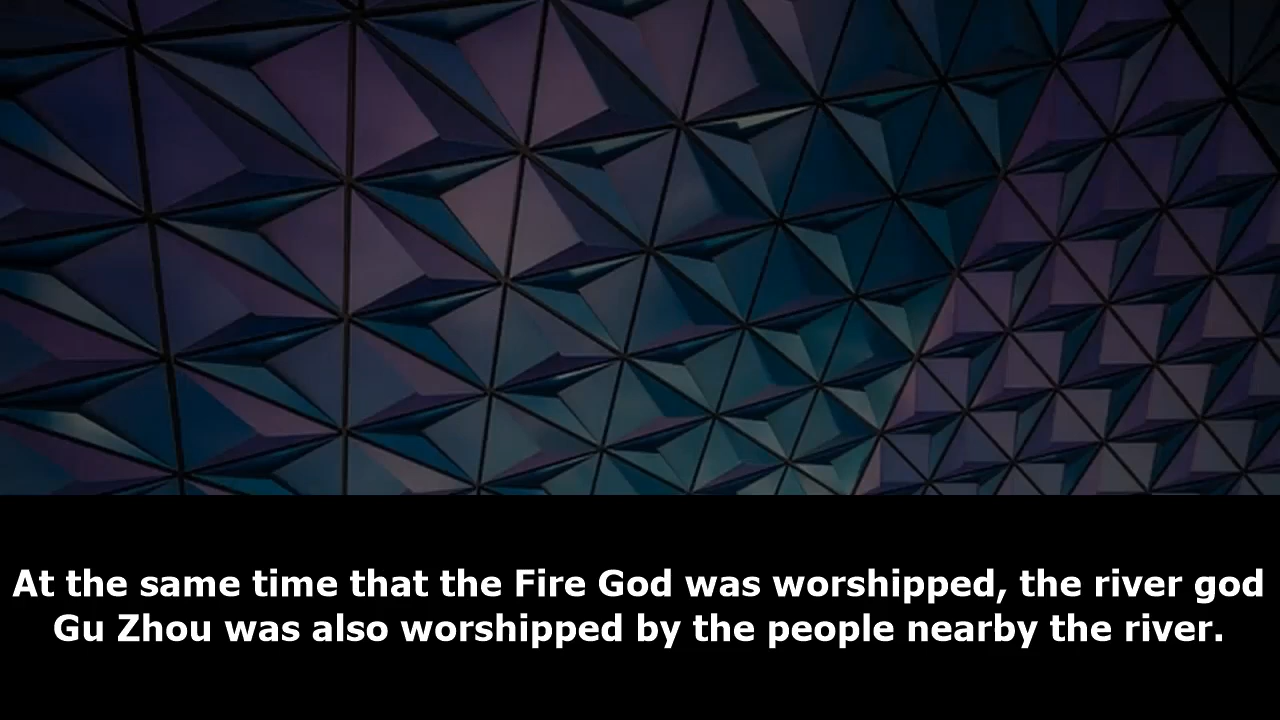 At the same time that the Fire God was worshipped, the river god
Gu Zhou was also worshipped by the people nearby the river.